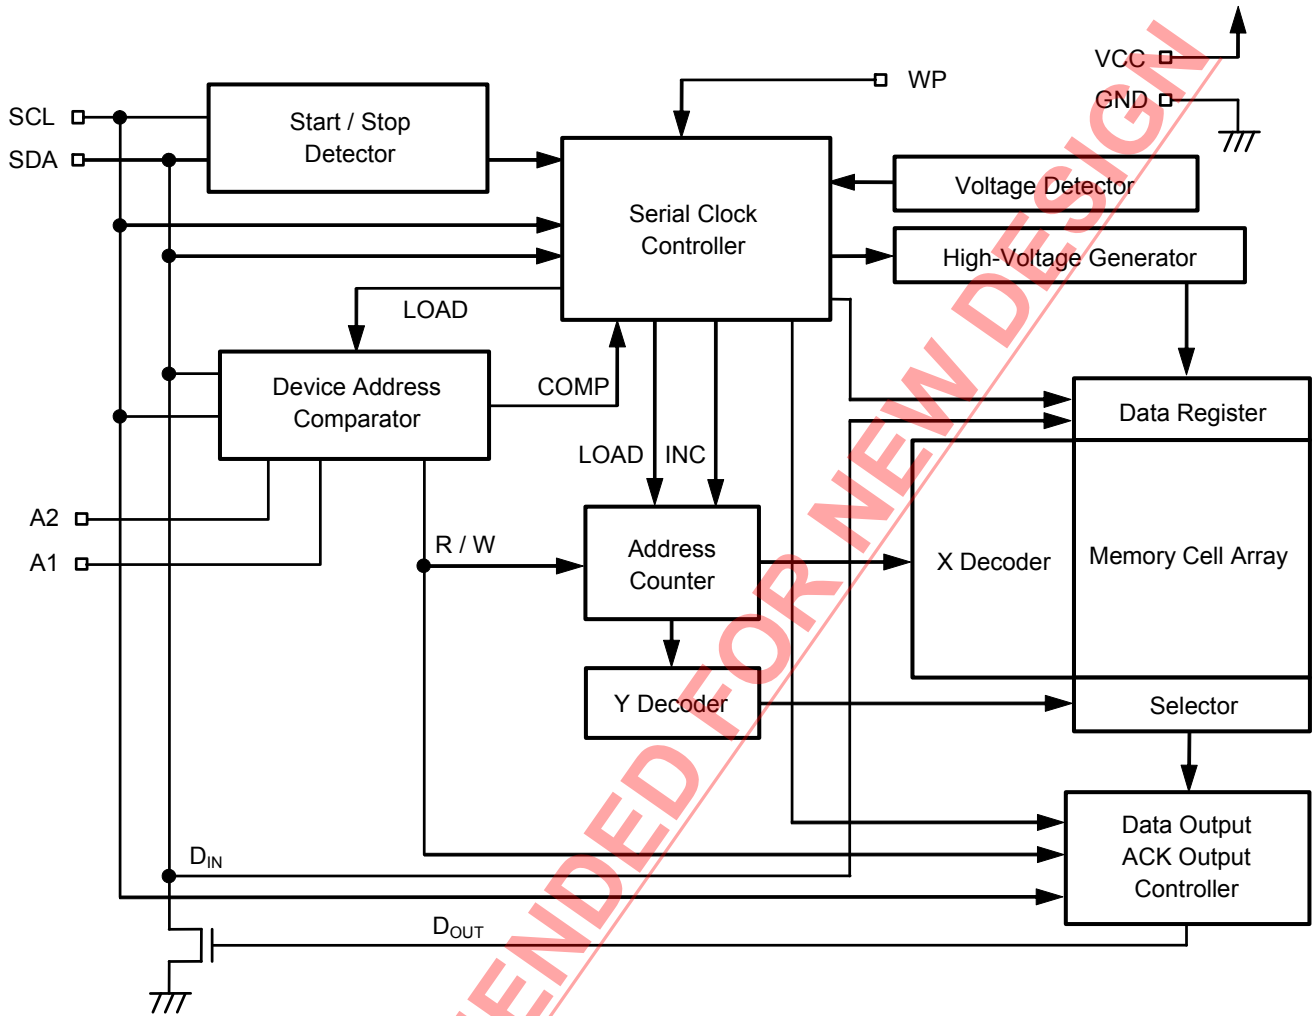 VCC
WP
GND
SCL
SDA
Start / Stop
Detector
Voltage Detector
Serial Clock
Controller
High-Voltage Generator
LOAD
COMP
Device Address
Comparator
Data Register
LOAD INC
A2
A1
R / W
Address
Counter
X Decoder
Memory Cell Array
Y Decoder
Selector
Data Output
ACK Output
Controller
DIN
DOUT
ENDED FOR NEW DESIGN